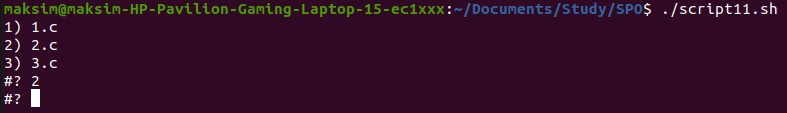 maksim@maksim-HP-Pavilion-Gaming-Laptop-15-ec1xxx:~/Documents/Study/SPO$ ./script11.sh
1) 1.c
2) 2.c
3) 3.c
#? 2
#?